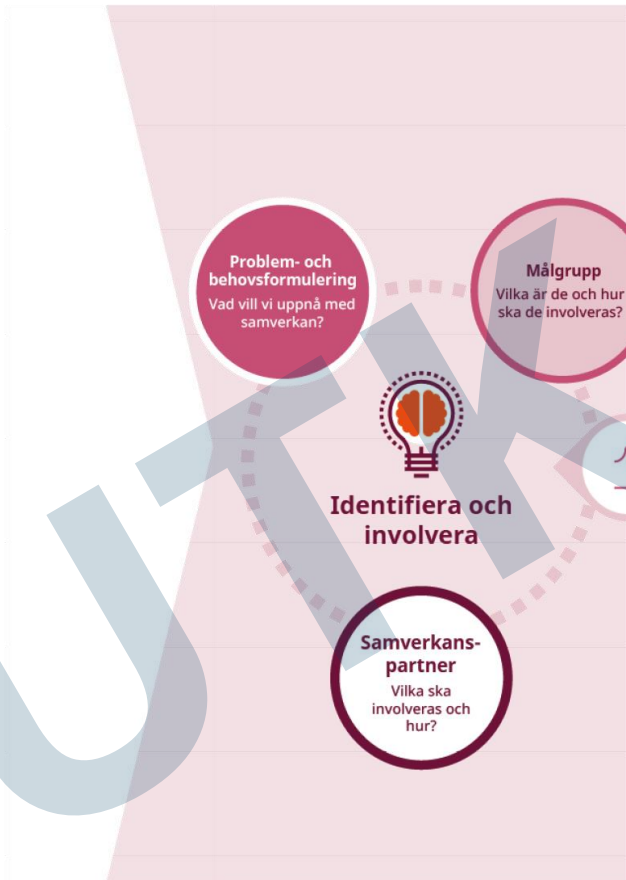 Problem- och
behovsformulering
Vad vill vi uppnå med
samverkan?
Målgrupp
Vilka är de och hur
ska de involveras?
Identifiera och
involvera
Samverkans-
partner
Vilka ska
involveras och
hur?
UTK